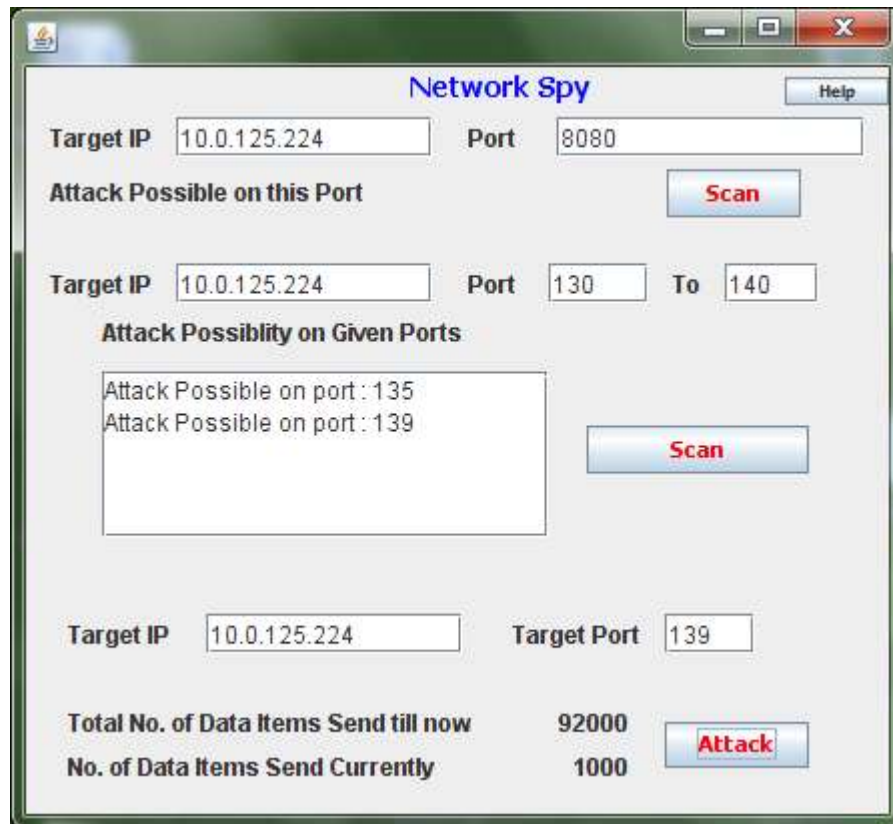 Network Spy
Help
Target IP 10.0.125.224 Port 8080
Attack Possible on this Port Scan
Target IP 10.0.125.224 Port 130 To 140
Attack Possiblity on Given Ports
Attack Possible on port : 135
Attack Possible on port : 139
Scan
Target IP 10.0.125.224 Target Port 139
Total No. of Data Items Send till now 92000
Attack
No. of Data Items Send Currently 1000